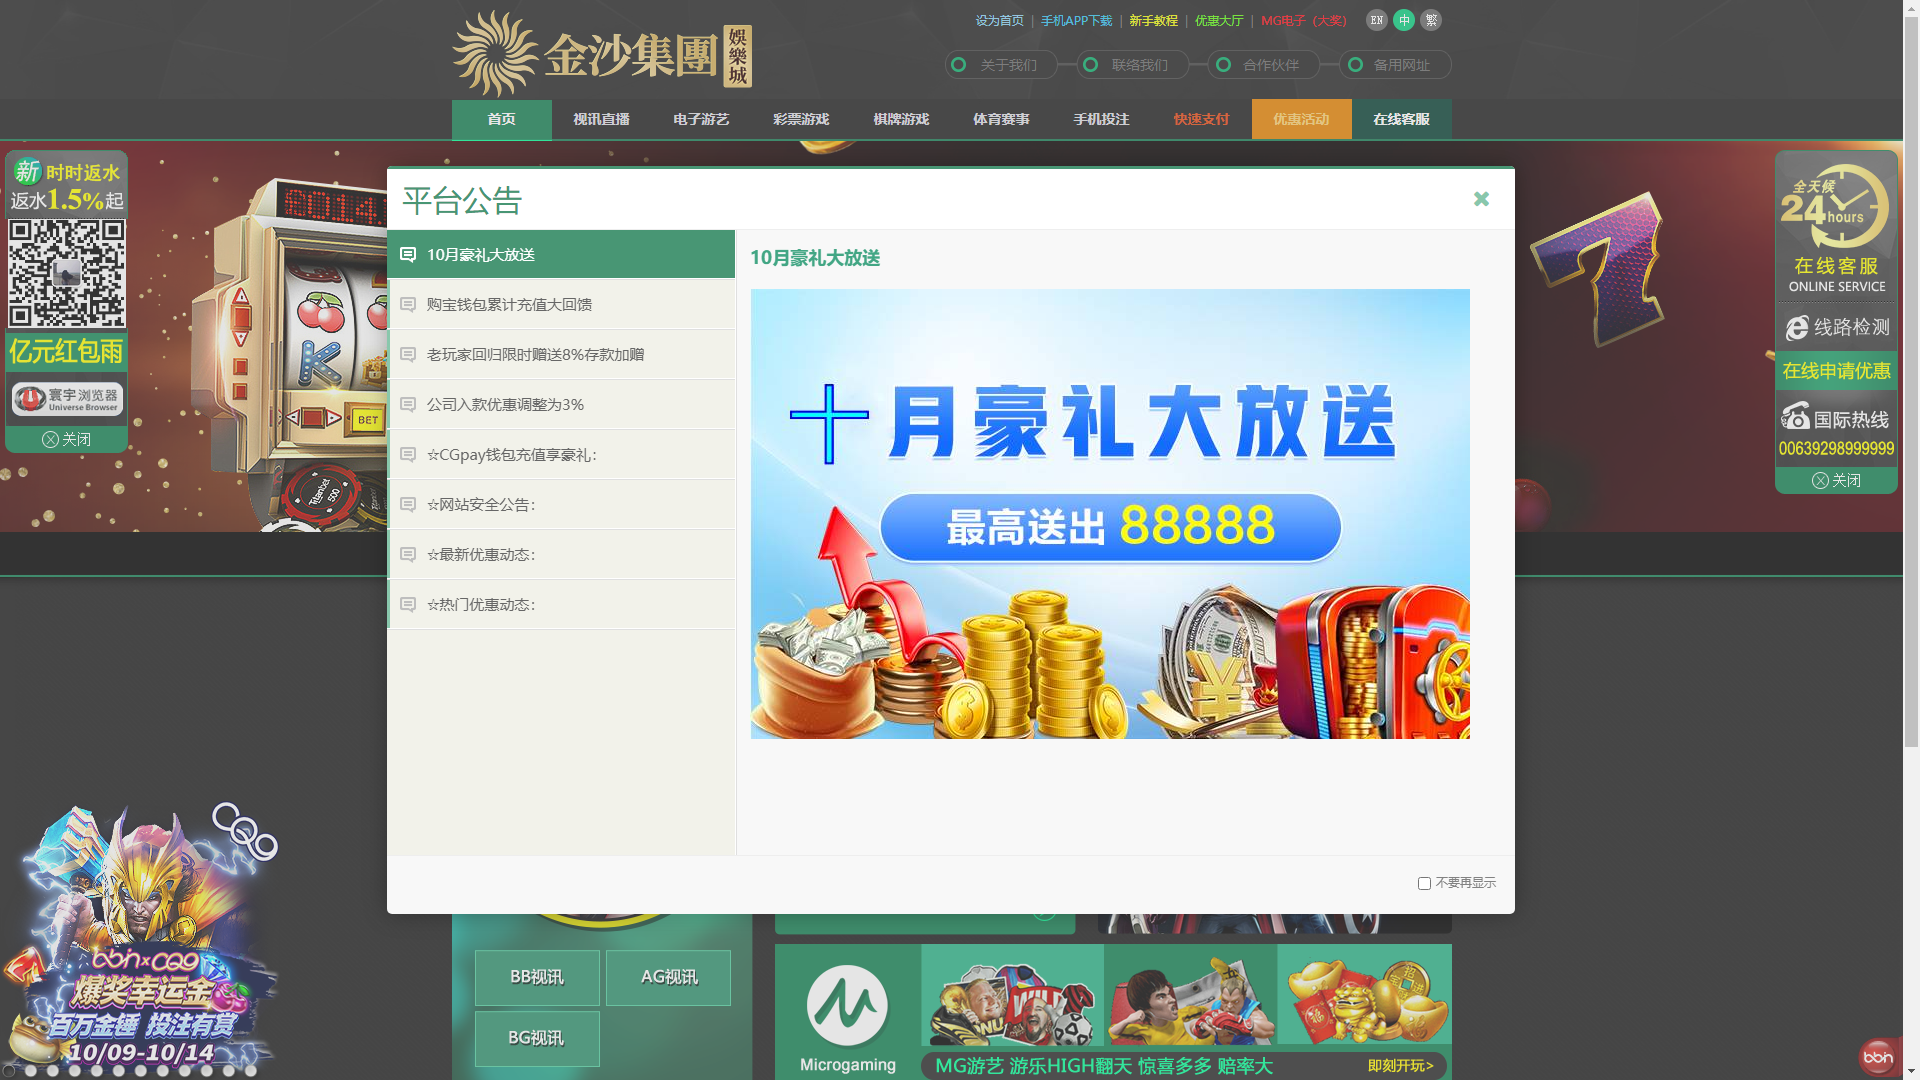 金沙集團
娛樂城
设为首页 | 手机APP下载 | 新手教程 | 优惠大厅 | MG电子（大奖）
EN 中 繁
关于我们
联络我们
合作伙伴
备用网址
首页
视讯直播
电子游艺
彩票游戏
棋牌游戏
体育赛事
手机投注
快速支付
优惠活动
在线客服
新 时时返水
返水1.5%起
亿元红包雨
寰宇浏览器
Universe Browser
关闭
BET
Titanbet
500
全天候
24hours
在线客服
ONLINE SERVICE
线路检测
在线申请优惠
国际热线
00639298999999
关闭
平台公告
10月豪礼大放送
购宝钱包累计充值大回馈
老玩家回归限时赠送8%存款加赠
公司入款优惠调整为3%
☆CGpay钱包充值享豪礼：
☆网站安全公告：
☆最新优惠动态：
☆热门优惠动态：
10月豪礼大放送
十月豪礼大放送
最高送出 88888
不要再显示
CQ9
bbin x CQ9
爆奖幸运金
百万金锤 投注有赏
10/09-10/14
BB视讯
AG视讯
BG视讯
Microgaming
WILD
MG游艺 游乐HIGH翻天 惊喜多多 赔率大
即刻开玩>
bbin